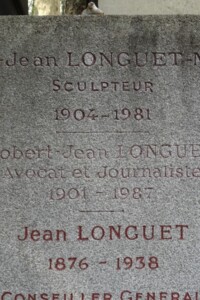 -Jean LONGUET-M
SCULPTEUR
1904-1981
obert-Jean LONGUE
Avocat et Journaliste
1901-1987
Jean LONGUET
1876-1938
CONSEILLER GENERAL